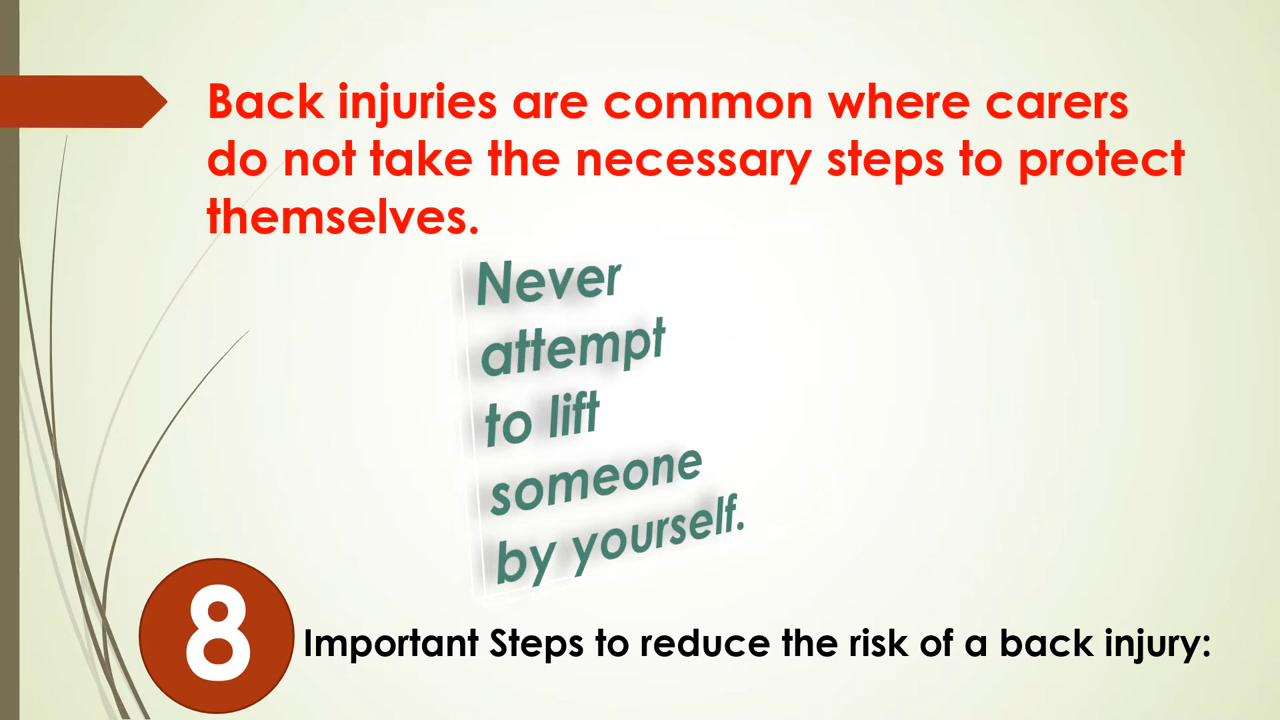 Back injuries are common where carers
do not take the necessary steps to protect
themselves.
Never
attempt
to lift
someone
by yourself.
8
Important Steps to reduce the risk of a back injury: